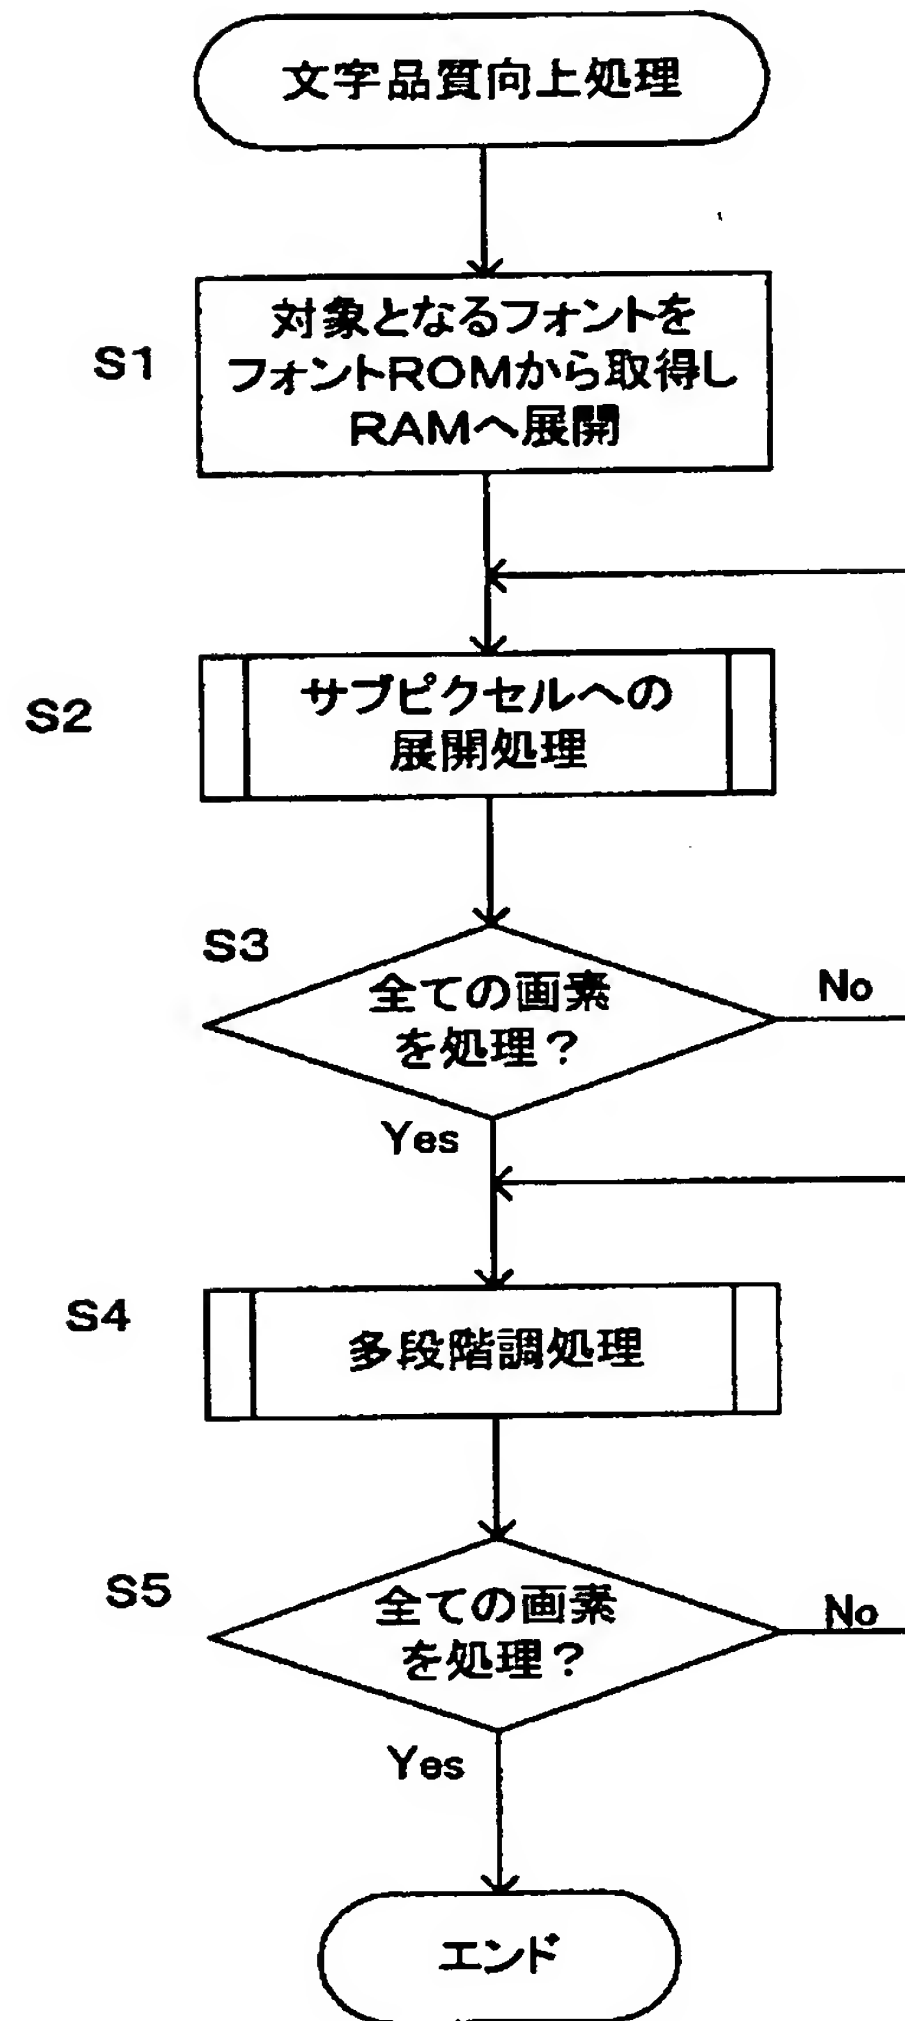 文字品質向上処理
S1
対象となるフォントを
フォントROMから取得し
RAMへ展開
S2
サブピクセルへの
展開処理
S3
全ての画素
を処理？
No
Yes
S4
多段階調処理
S5
全ての画素
を処理？
No
Yes
エンド